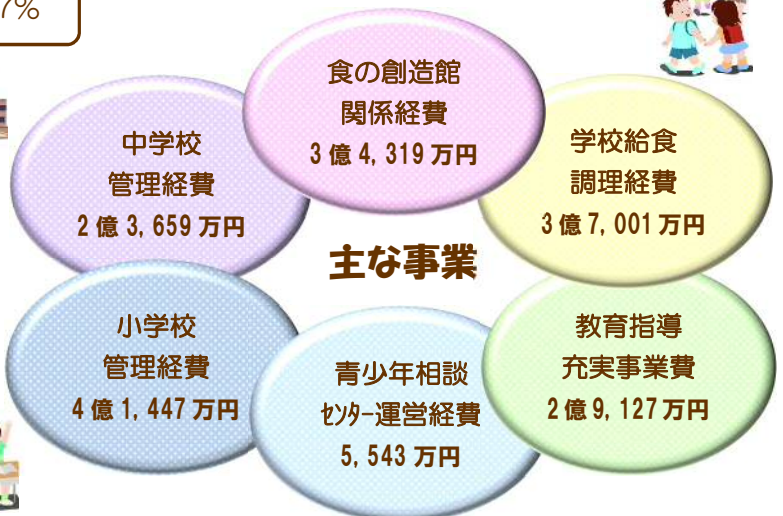 7%
食の創造館
関係経費
3億4,319万円
中学校
管理経費
2億3,659万円
学校給食
調理経費
3億7,001万円
主な事業
小学校
管理経費
4億1,447万円
青少年相談
ｾﾝﾀｰ運営経費
5,543万円
教育指導
充実事業費
2億9,127万円